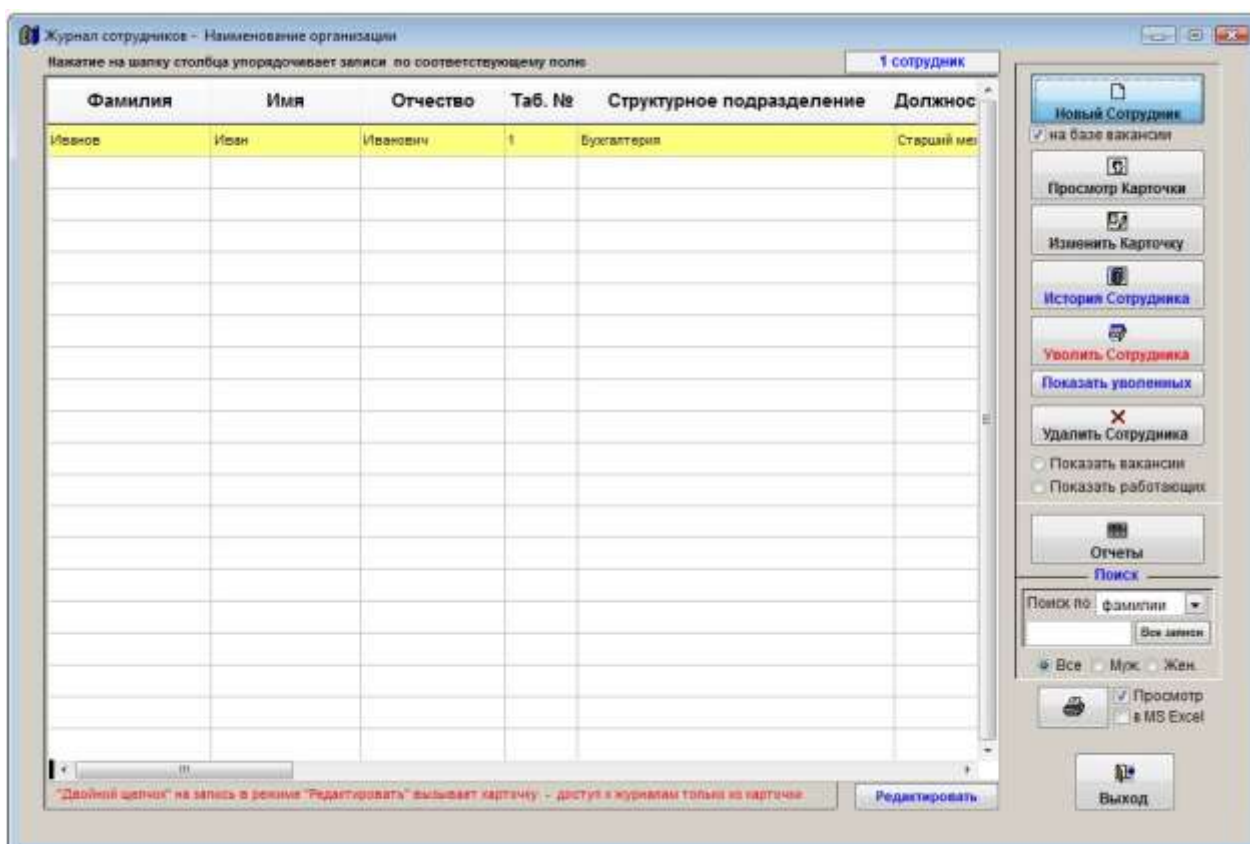 Журнал сотрудников - Наименование организации
Нажатие на шапку столбца упорядочивает записи по соответствующему полю
1 сотрудник
Фамилия Имя Отчество Таб. № Структурное подразделение Должнос
Иванов Иван Иванович 1 Бухгалтерия Старший ме
Новый Сотрудник
на базе вакансии
Просмотр Карточки
Изменить Карточку
История Сотрудника
Уволить Сотрудника
Показать уволенных
Удалить Сотрудника
Показать вакансии
Показать работающих
Отчеты
Поиск
Поиск по фамилии
Все записи
Все Муж. Жен.
Просмотр
в MS Excel
"Двойной щелчок" на запись в режиме "Редактировать" вызывает карточку - доступ к журналам только из карточки
Редактировать
Выход